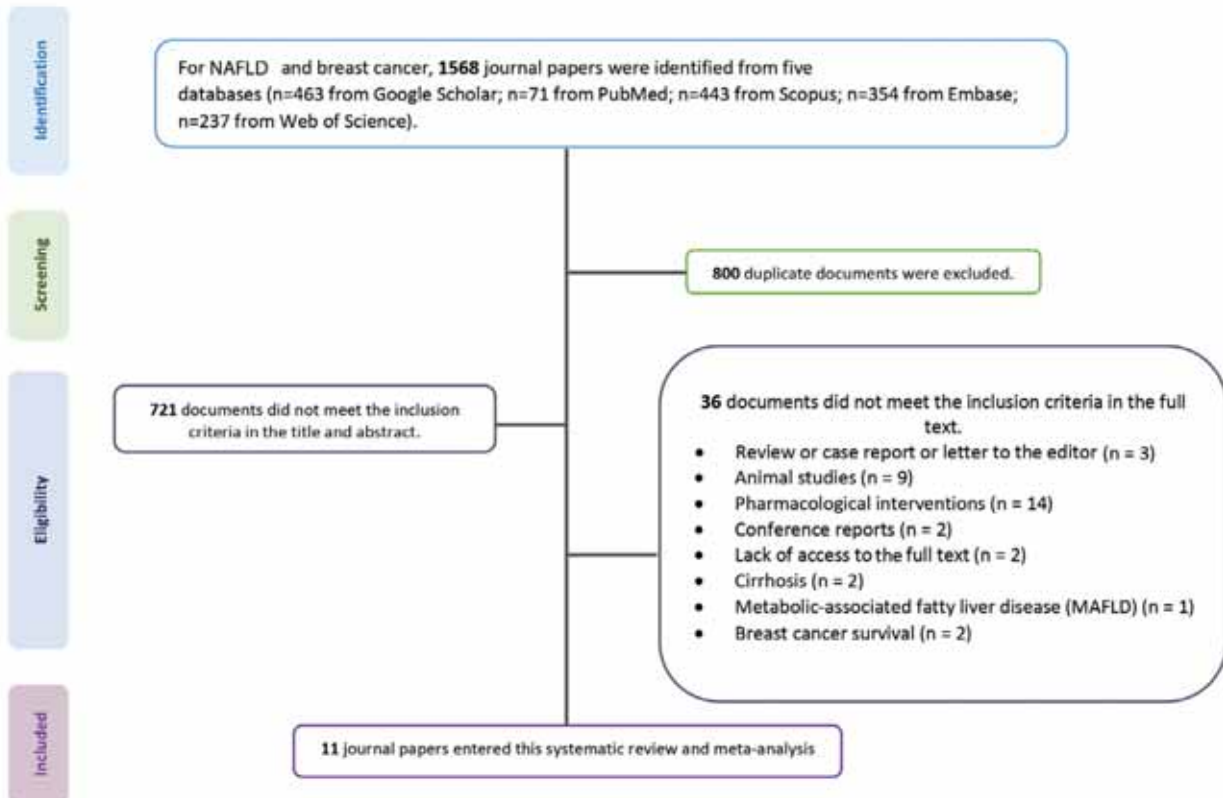 Identification
For NAFLD and breast cancer, 1568 journal papers were identified from five
databases (n=463 from Google Scholar; n=71 from PubMed; n=443 from Scopus; n=354 from Embase;
n=237 from Web of Science).
Screening
800 duplicate documents were excluded.
Eligibility
721 documents did not meet the inclusion
criteria in the title and abstract.
36 documents did not meet the inclusion criteria in the full
text.
• Review or case report or letter to the editor (n = 3)
• Animal studies (n = 9)
• Pharmacological interventions (n = 14)
• Conference reports (n = 2)
• Lack of access to the full text (n = 2)
• Cirrhosis (n = 2)
• Metabolic-associated fatty liver disease (MAFLD) (n = 1)
• Breast cancer survival (n = 2)
Included
11 journal papers entered this systematic review and meta-analysis